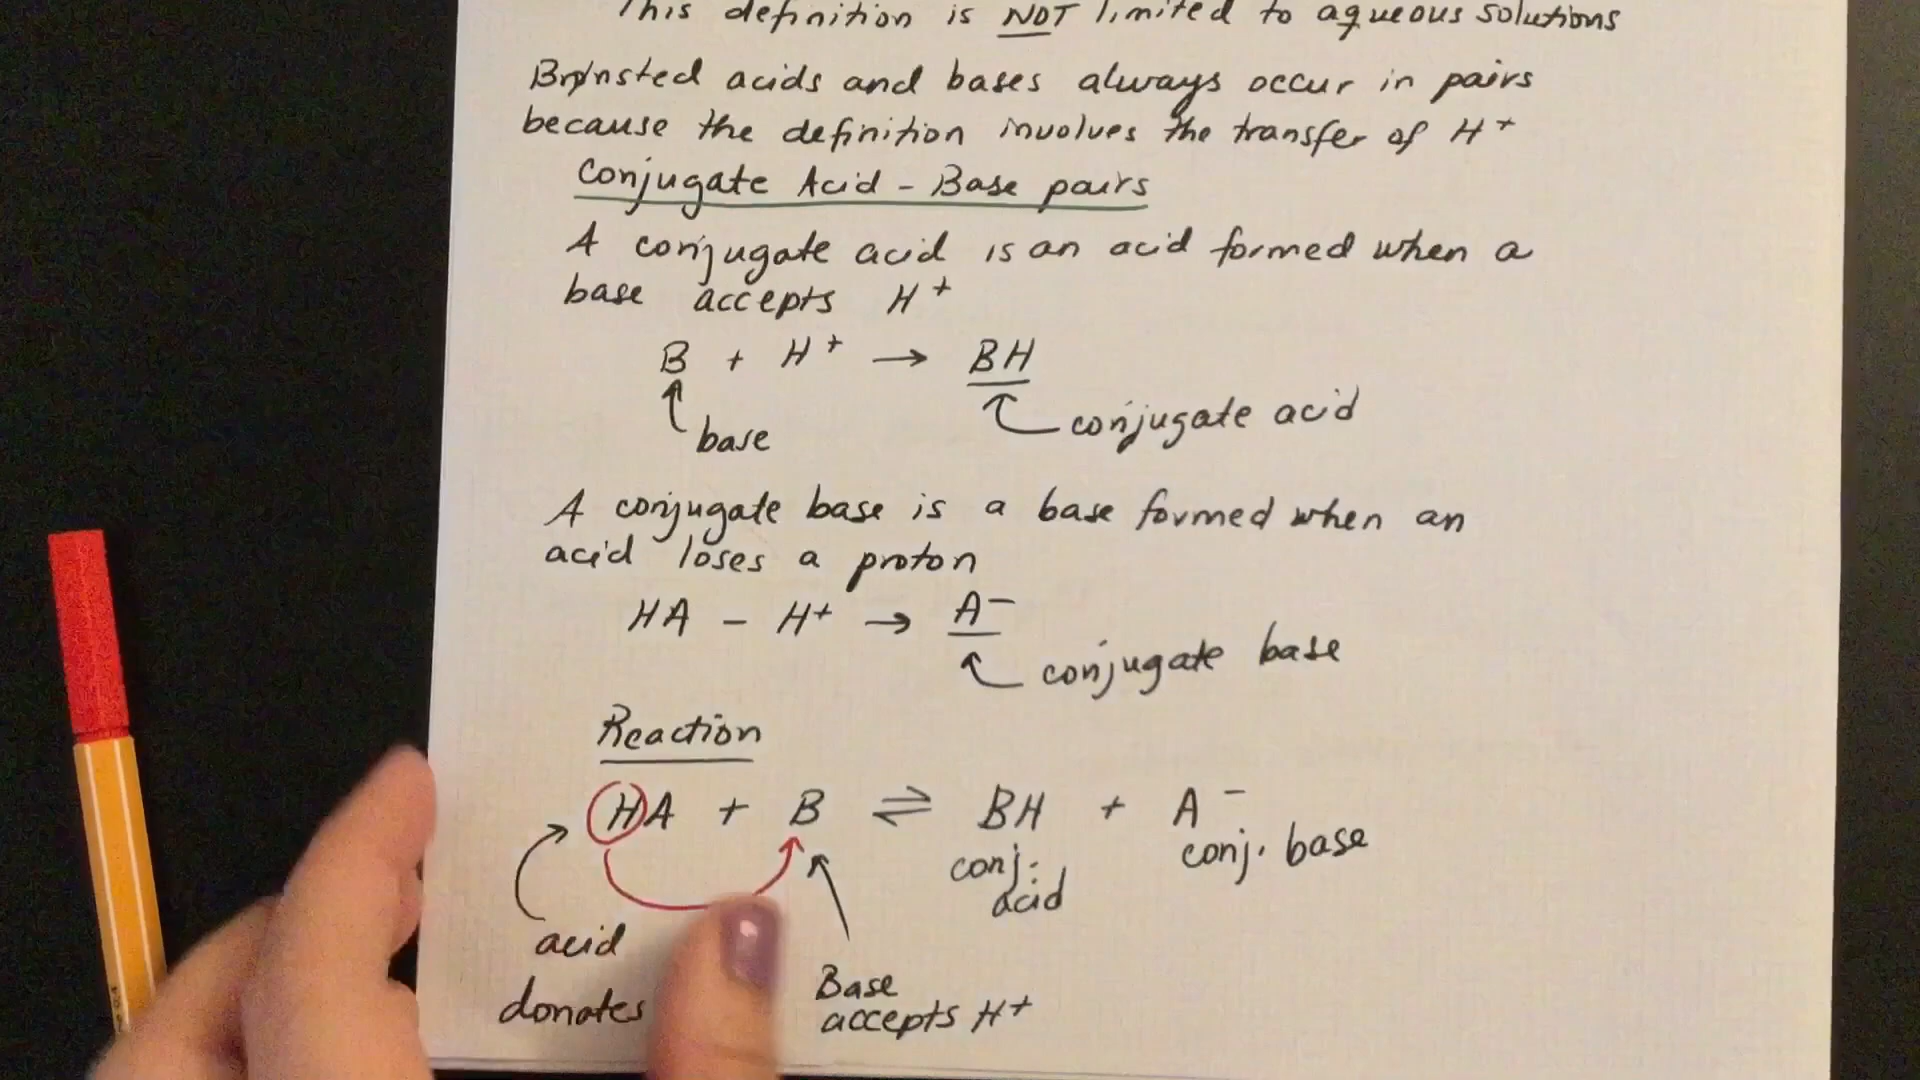 This definition is NOT limited to aqueous solutions
Brønsted acids and bases always occur in pairs
because the definition involves the transfer of H⁺
Conjugate Acid - Base pairs
A conjugate acid is an acid formed when a
base accepts H⁺
B + H⁺ → BH
base
conjugate acid
A conjugate base is a base formed when an
acid loses a proton
HA - H⁺ → A⁻
conjugate base
Reaction
HA + B ⇌ BH + A⁻
conj. acid
conj. base
acid
donates
Base
accepts H⁺